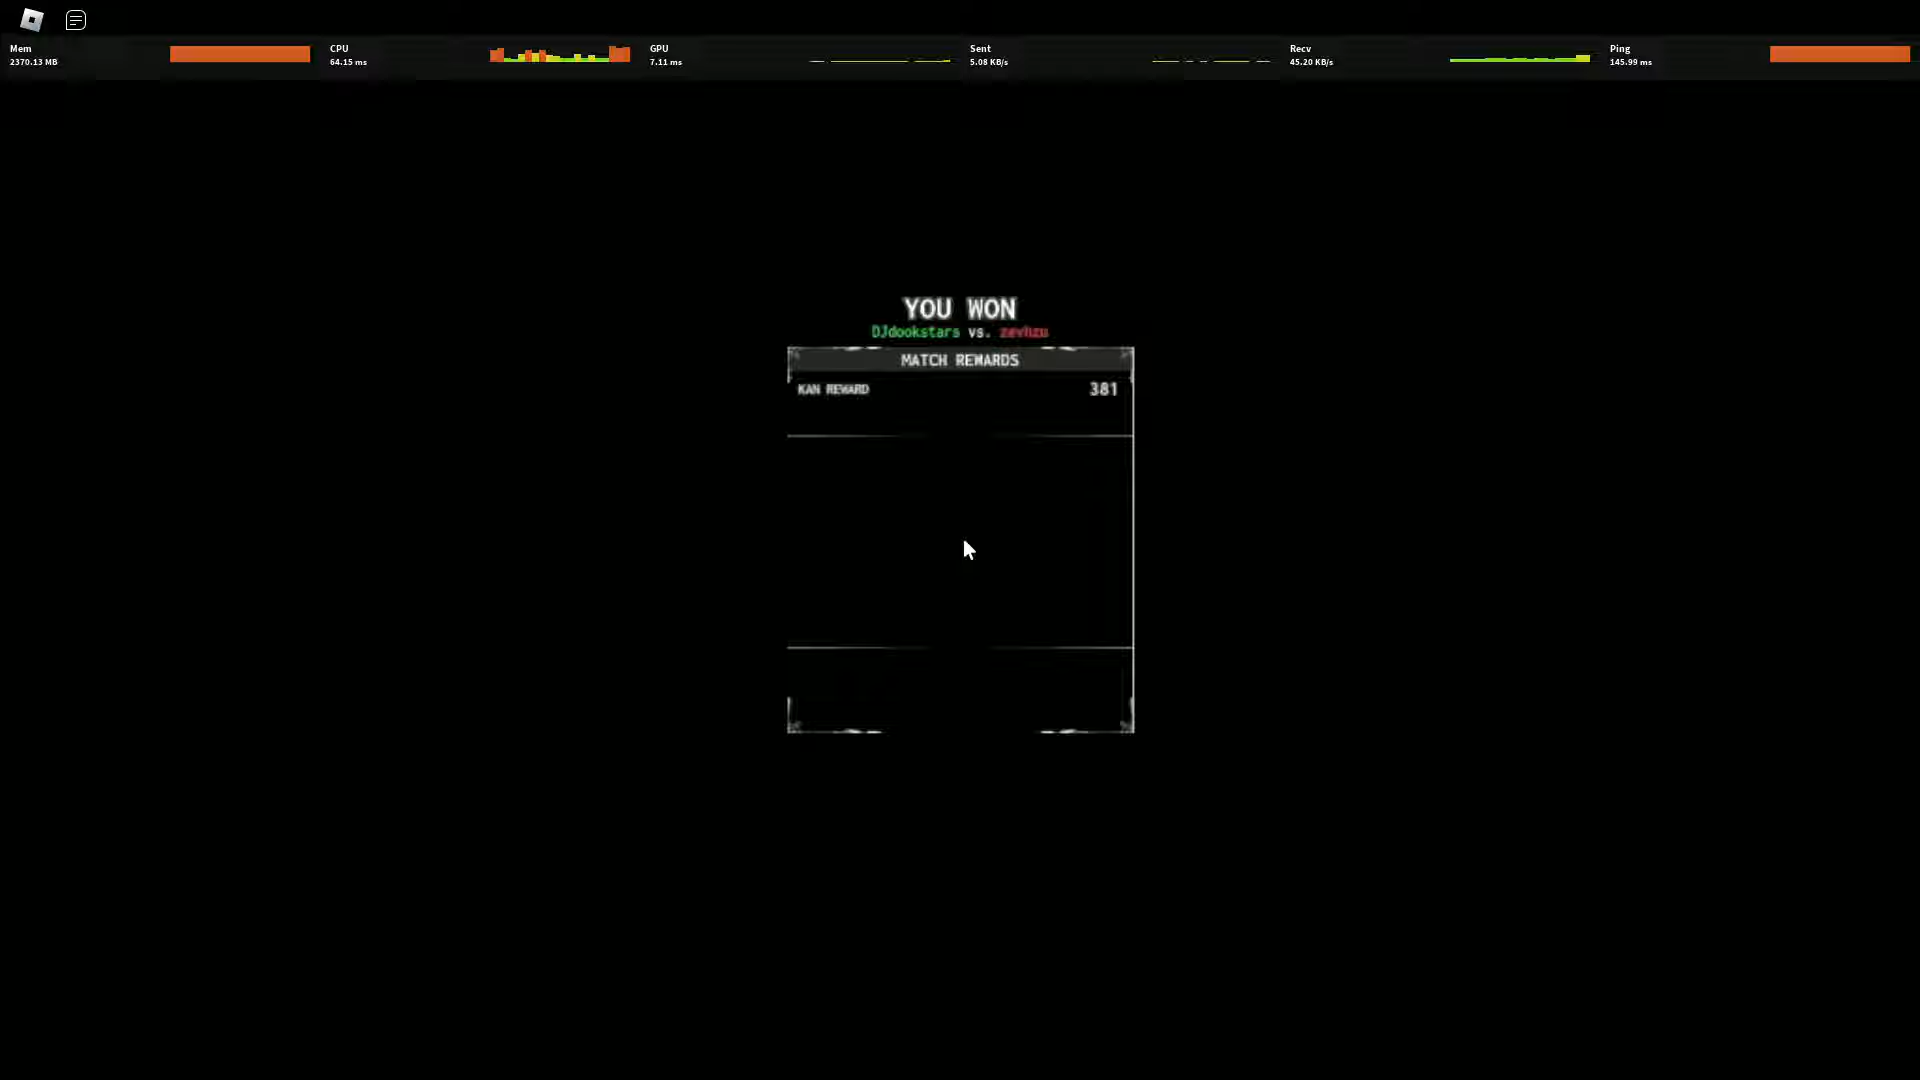 Mem
2370.13 MB
CPU
64.15 ms
GPU
7.11 ms
Sent
5.08 KB/s
Recv
45.20 KB/s
Ping
145.99 ms
YOU WON
DJdookstars vs. zevhzu
MATCH REWARDS
KAN REWARD 381